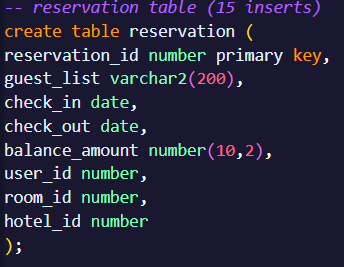 -- reservation table (15 inserts)
create table reservation (
reservation_id number primary key,
guest_list varchar2(200),
check_in date,
check_out date,
balance_amount number(10,2),
user_id number,
room_id number,
hotel_id number
);